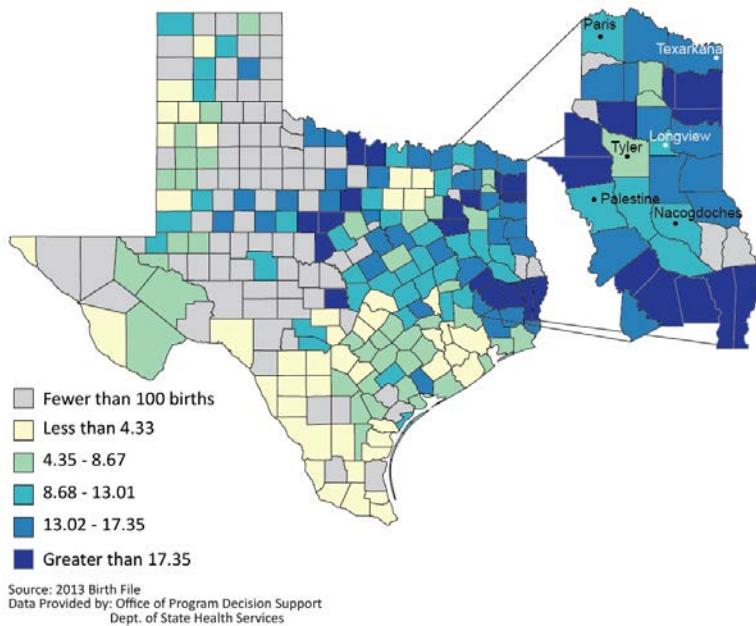 Paris
Texarkana
Longview
Tyler
Palestine
Nacogdoches
Fewer than 100 births
Less than 4.33
4.35 - 8.67
8.68 - 13.01
13.02 - 17.35
Greater than 17.35
Source: 2013 Birth File
Data Provided by: Office of Program Decision Support
Dept. of State Health Services